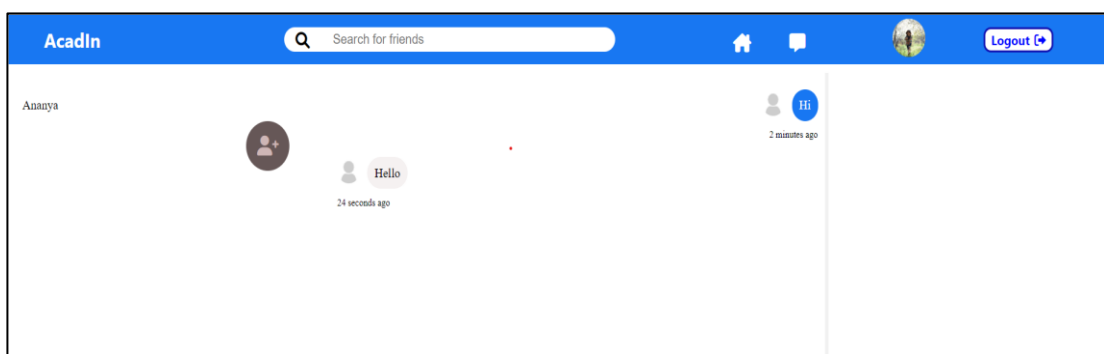 AcadIn
Search for friends
Logout
Ananya
Hi
2 minutes ago
Hello
24 seconds ago